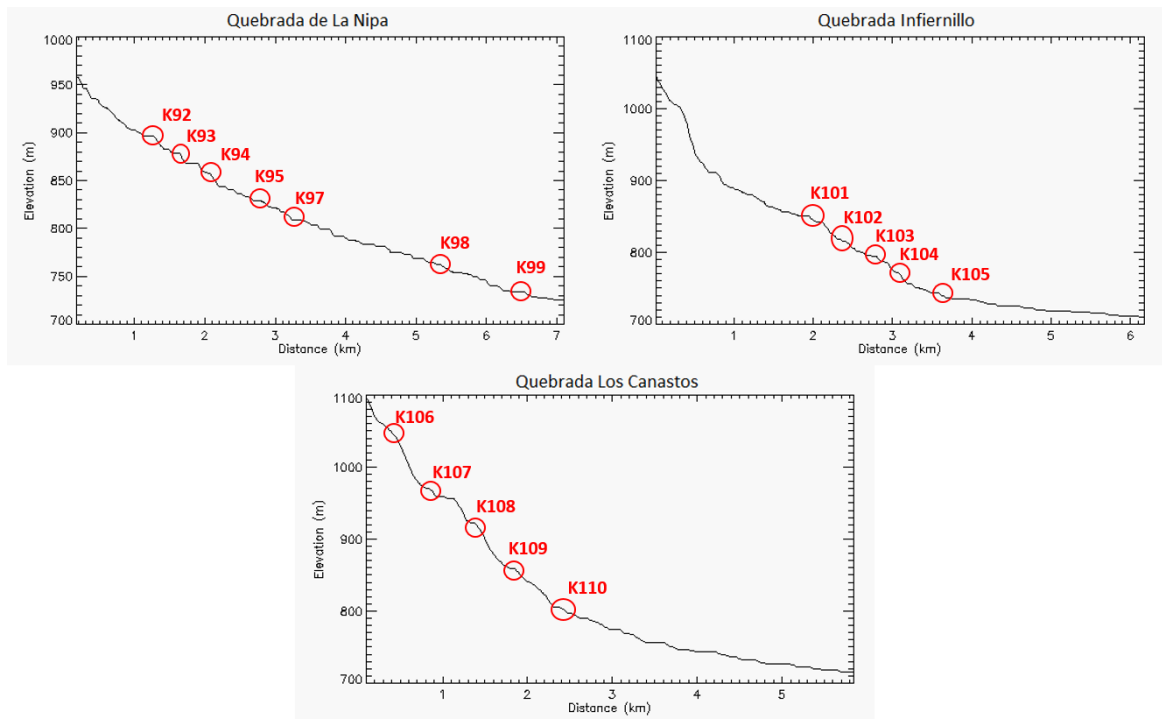 Quebrada de La Nipa
1000
950
900
850
800
750
700
Elevation (m)
K92
K93
K94
K95
K97
K98
K99
1 2 3 4 5 6 7
Distance (km)
Quebrada Infiernillo
1100
1000
900
800
700
Elevation (m)
K101
K102
K103
K104
K105
1 2 3 4 5 6
Distance (km)
Quebrada Los Canastos
1100
1000
900
800
700
Elevation (m)
K106
K107
K108
K109
K110
1 2 3 4 5
Distance (km)